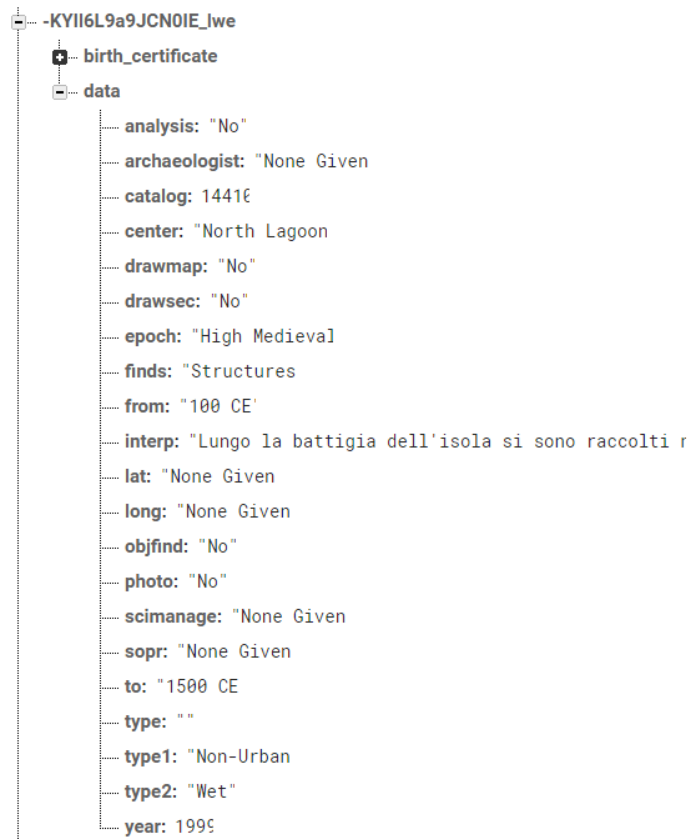 -KYII6L9a9JCN0IE_lwe
birth_certificate
data
analysis: "No"
archaeologist: "None Given
catalog:
center: "North Lagoon
drawmap: "No"
drawsec: "No"
epoch: "High Medieval
finds: "Structures
from: "100 CE"
interp: "Lungo la battigia dell'isola si sono raccolti
lat: "None Given
long: "None Given
objfind: "No"
photo: "No"
scimanage: "None Given
sopr: "None Given
to: "1500 CE
type: ""
type1: "Non-Urban
type2: "Wet"
year: 1999